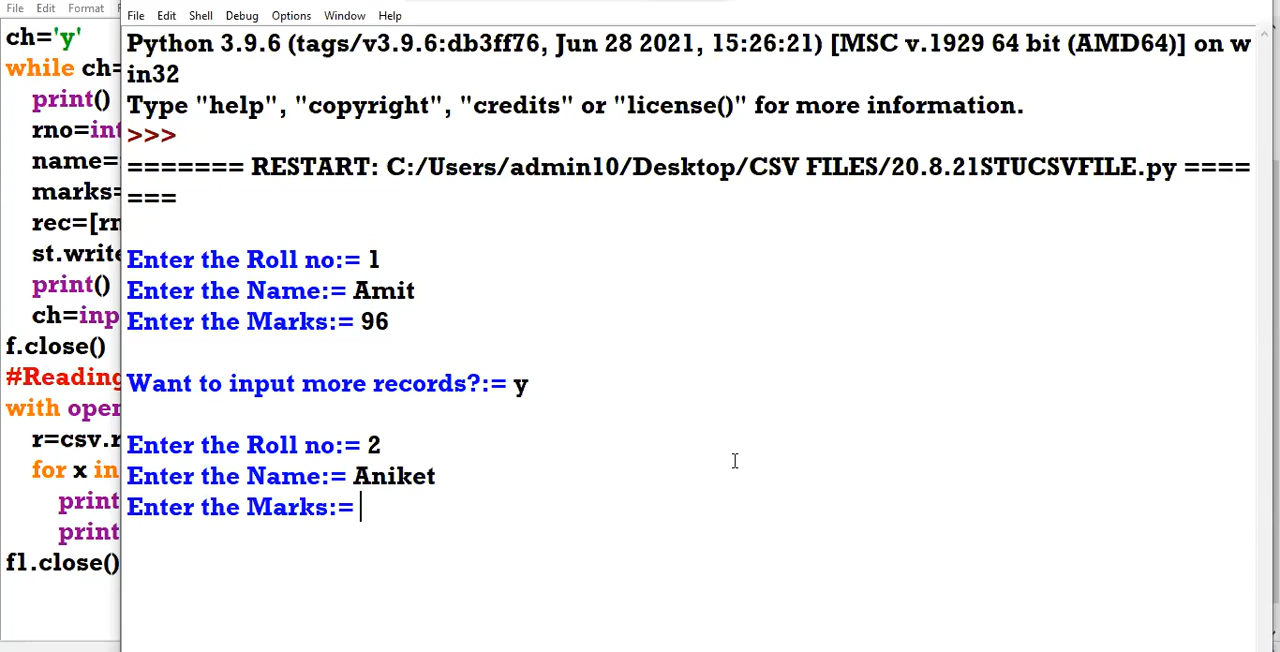 File Edit Format
ch='y'
while ch=
print()
rno=int
name=
marks=
rec=[rn
st.write
print()
ch=inp
f.close()
#Reading
with open
r=csv.r
for x in
print
print
f1.close()
File Edit Shell Debug Options Window Help
Python 3.9.6 (tags/v3.9.6:db3ff76, Jun 28 2021, 15:26:21) [MSC v.1929 64 bit (AMD64)] on w
in32
Type "help", "copyright", "credits" or "license()" for more information.
>>>
======= RESTART: C:/Users/admin10/Desktop/CSV FILES/20.8.21STUCSVFILE.py ====
===
Enter the Roll no:= 1
Enter the Name:= Amit
Enter the Marks:= 96
Want to input more records?:= y
Enter the Roll no:= 2
Enter the Name:= Aniket
Enter the Marks:=